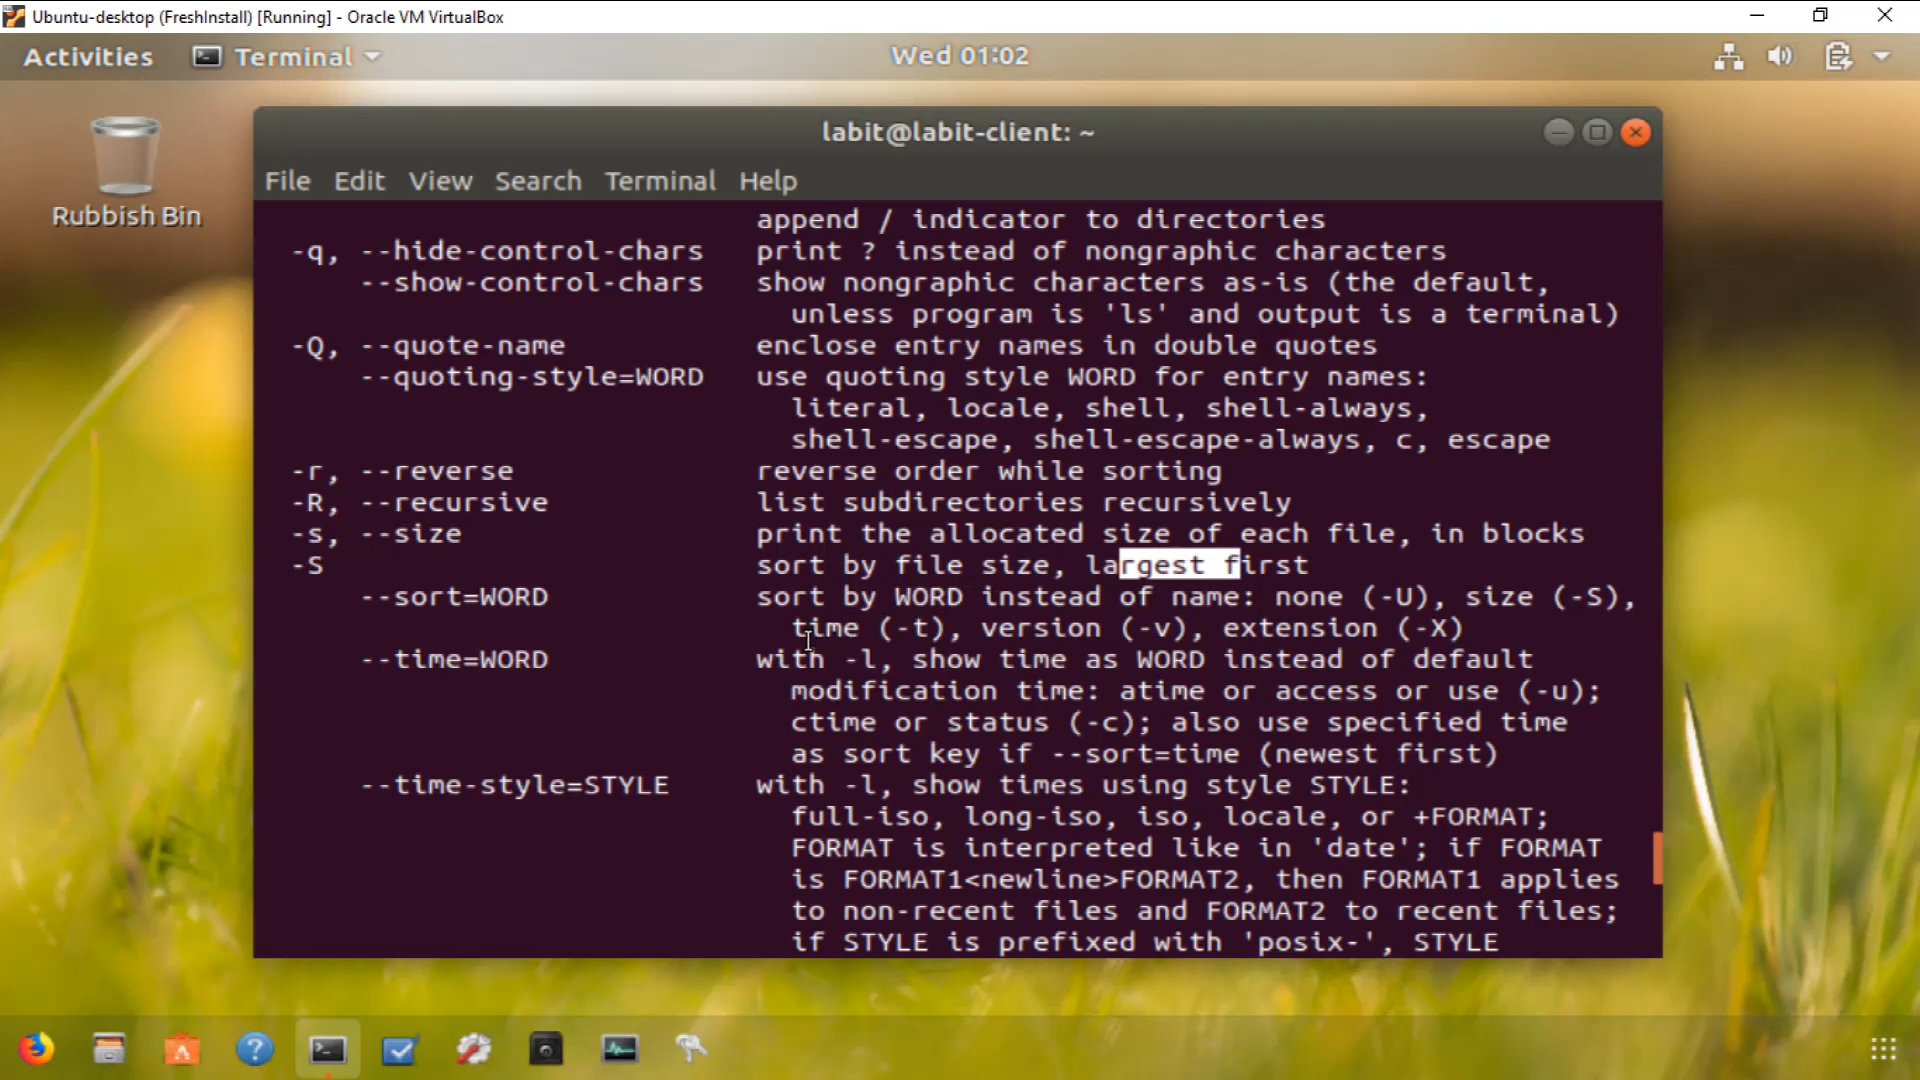 Ubuntu-desktop (FreshInstall) [Running] - Oracle VM VirtualBox
Activities Terminal Wed 01:02
Rubbish Bin
labit@labit-client: ~
File Edit View Search Terminal Help
append / indicator to directories
-q, --hide-control-chars print ? instead of nongraphic characters
--show-control-chars show nongraphic characters as-is (the default,
unless program is 'ls' and output is a terminal)
-Q, --quote-name enclose entry names in double quotes
--quoting-style=WORD use quoting style WORD for entry names:
literal, locale, shell, shell-always,
shell-escape, shell-escape-always, c, escape
-r, --reverse reverse order while sorting
-R, --recursive list subdirectories recursively
-s, --size print the allocated size of each file, in blocks
-S sort by file size, largest first
--sort=WORD sort by WORD instead of name: none (-U), size (-S),
time (-t), version (-v), extension (-X)
--time=WORD with -l, show time as WORD instead of default
modification time: atime or access or use (-u);
ctime or status (-c); also use specified time
as sort key if --sort=time (newest first)
--time-style=STYLE with -l, show times using style STYLE:
full-iso, long-iso, iso, locale, or +FORMAT;
FORMAT is interpreted like in 'date'; if FORMAT
is FORMAT1<newline>FORMAT2, then FORMAT1 applies
to non-recent files and FORMAT2 to recent files;
if STYLE is prefixed with 'posix-', STYLE